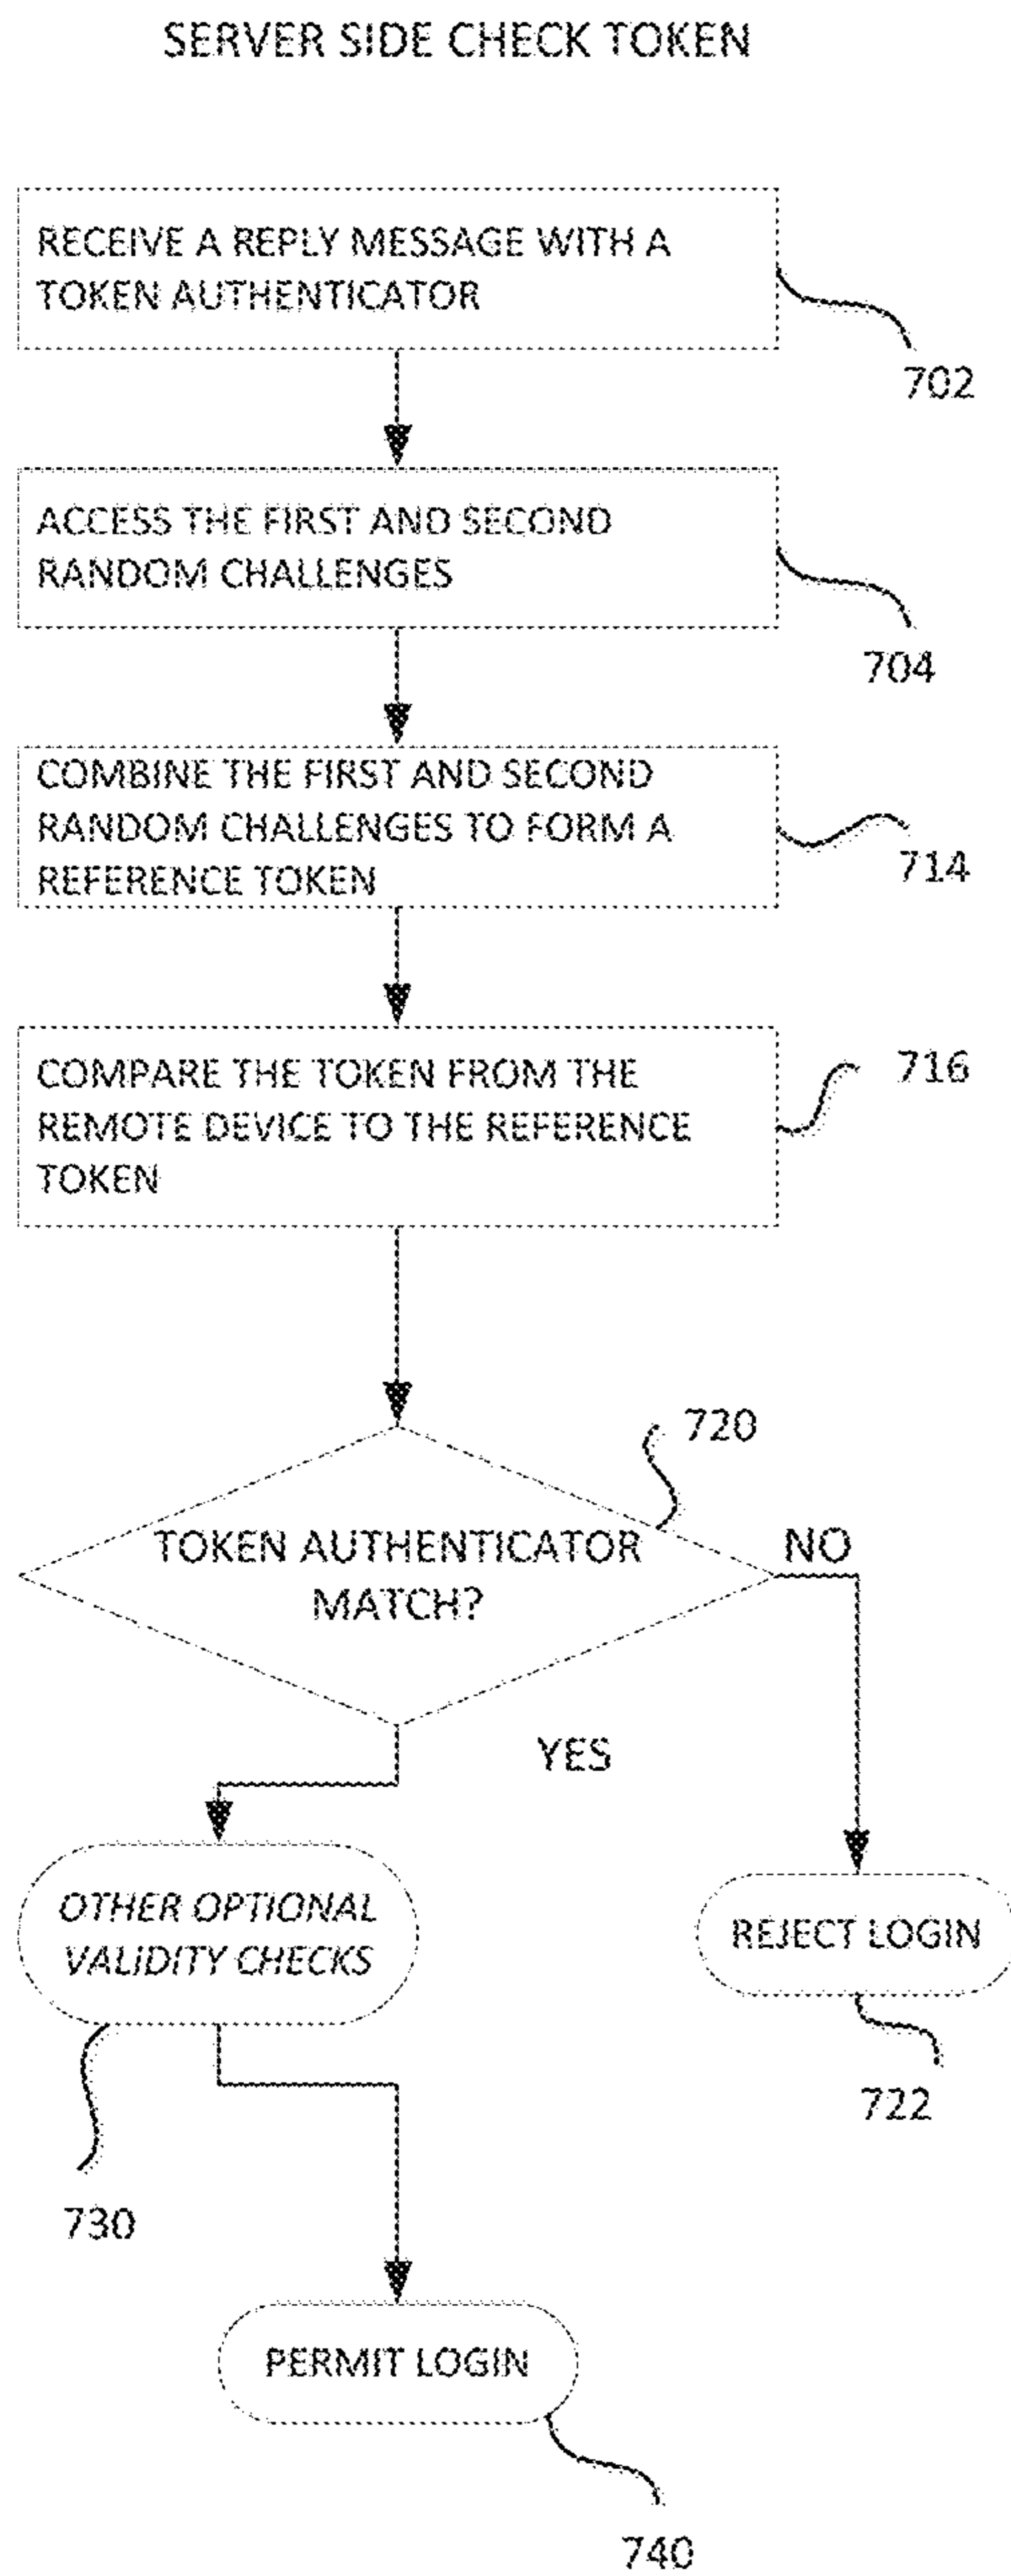 SERVER SIDE CHECK TOKEN
RECEIVE A REPLY MESSAGE WITH A
TOKEN AUTHENTICATOR
702
ACCESS THE FIRST AND SECOND
RANDOM CHALLENGES
704
COMBINE THE FIRST AND SECOND
RANDOM CHALLENGES TO FORM A
REFERENCE TOKEN
714
COMPARE THE TOKEN FROM THE
REMOTE DEVICE TO THE REFERENCE
TOKEN
716
720
TOKEN AUTHENTICATOR
MATCH?
NO
YES
OTHER OPTIONAL
VALIDITY CHECKS
REJECT LOGIN
722
730
PERMIT LOGIN
740